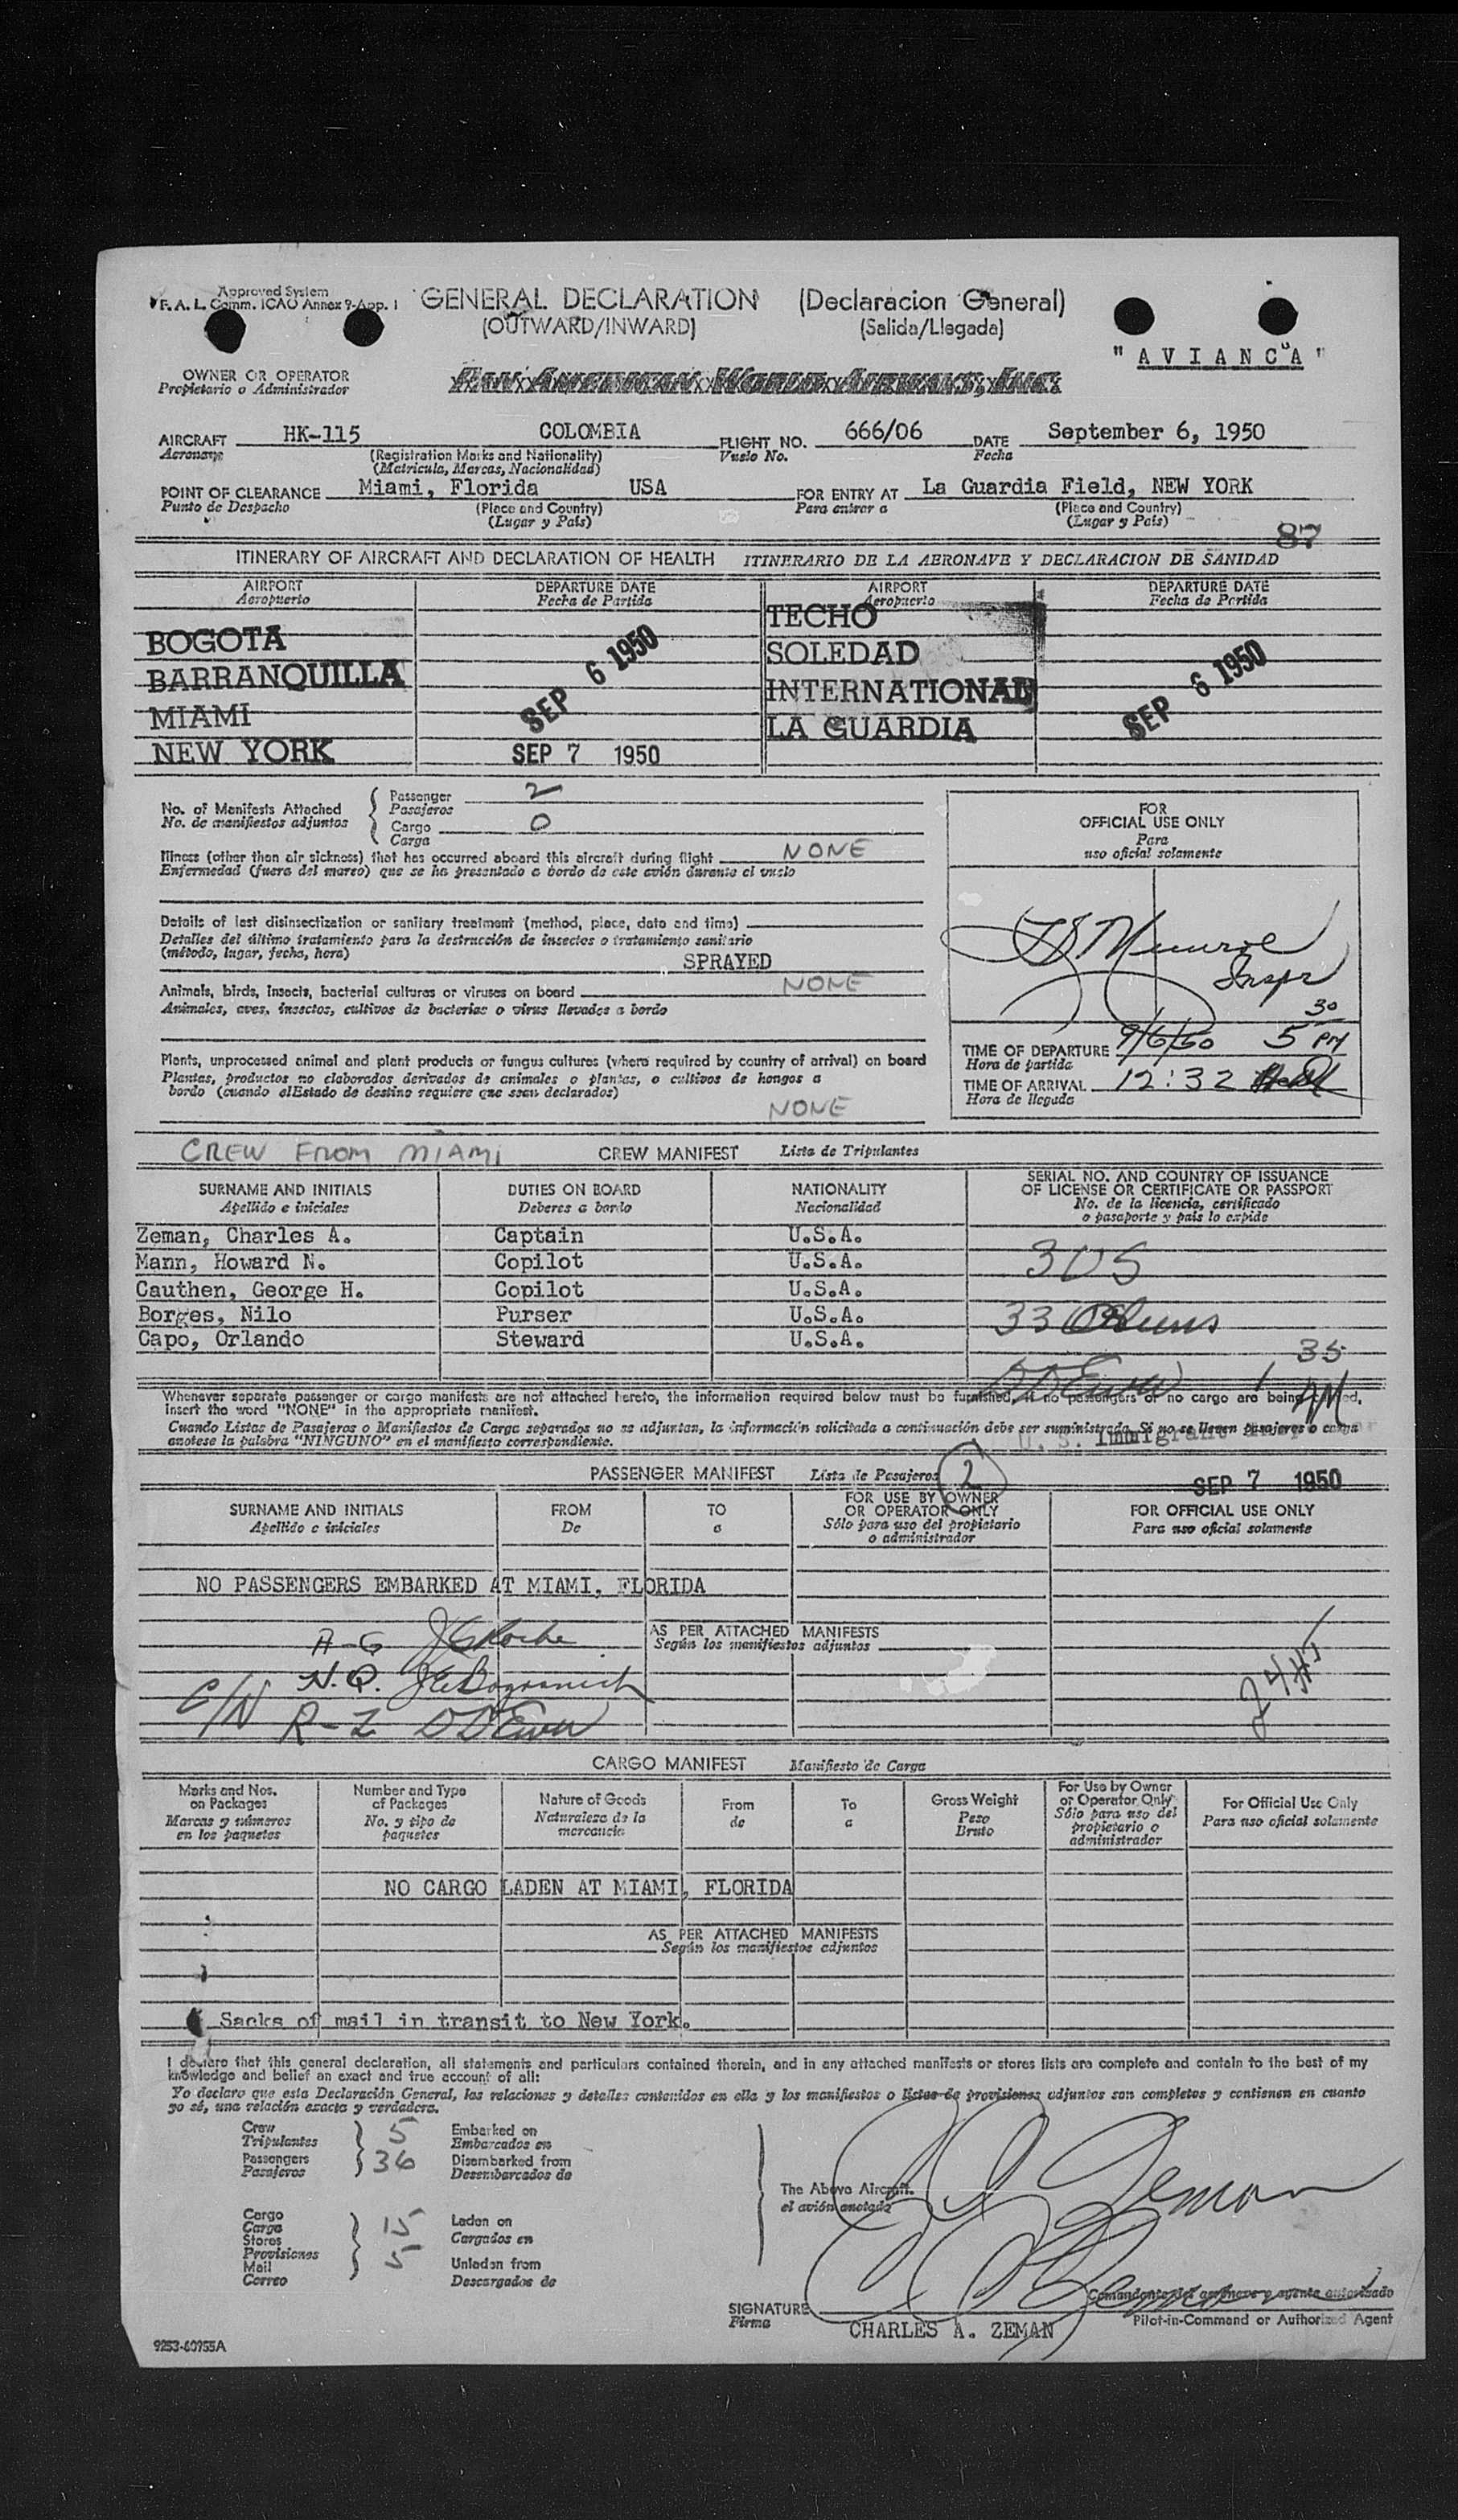 Approved System
F. A. L. Comm. ICAO Annex 9-App. 1
GENERAL DECLARATION (Declaracion General)
(OUTWARD/INWARD) (Salida/Llegada)
" A V I A N C A "
OWNER OR OPERATOR
Propietario o Administrador
Pan American World Airways, Inc.
AIRCRAFT HK-115 COLOMBIA FLIGHT NO. 666/06 DATE September 6, 1950
Aeronave (Registration Marks and Nationality) Vuelo No. Fecha
(Matricula, Marcas, Nacionalidad)
POINT OF CLEARANCE Miami, Florida USA FOR ENTRY AT La Guardia Field, NEW YORK
Punto de Despacho (Place and Country) Para entrar a (Place and Country)
(Lugar y País) (Lugar y País)
87
ITINERARY OF AIRCRAFT AND DECLARATION OF HEALTH ITINERARIO DE LA AERONAVE Y DECLARACION DE SANIDAD
AIRPORT DEPARTURE DATE AIRPORT DEPARTURE DATE
Aeropuerto Fecha de Partida Aeropuerto Fecha de Partida
TECHO
BOGOTA SEP 6 1950 SOLEDAD SEP 6 1950
BARRANQUILLA INTERNATIONAL
MIAMI LA GUARDIA
NEW YORK SEP 7 1950
No. of Manifests Attached Passenger 2
No. de manifiestos adjuntos Pasajeros
Cargo 0
Carga
FOR
OFFICIAL USE ONLY
Para
uso oficial solamente
Illness (other than air sickness) that has occurred aboard this aircraft during flight NONE
Enfermedad (fuera del mareo) que se ha presentado a bordo de este avión durante el vuelo
Details of last disinsectization or sanitary treatment (method, place, date and time)
Detalles del último tratamiento para la destrucción de insectos o tratamiento sanitario
(método, lugar, fecha, hora)
SPRAYED
Munroe
Inspr
Animals, birds, insects, bacterial cultures or viruses on board NONE
Animales, aves, insectos, cultivos de bacterias o virus llevados a bordo
Plants, unprocessed animal and plant products or fungus cultures (where required by country of arrival) on board
Plantas, productos no elaborados derivados de animales o plantas, o cultivos de hongos a
bordo (cuando elEstado de destino requiere que sean declarados)
NONE
TIME OF DEPARTURE 9/6/50 5 30 PM
Hora de partida
TIME OF ARRIVAL 12:32
Hora de llegada
CREW FROM MIAMI CREW MANIFEST Lista de Tripulantes
SURNAME AND INITIALS DUTIES ON BOARD NATIONALITY SERIAL NO. AND COUNTRY OF ISSUANCE
OF LICENSE OR CERTIFICATE OR PASSPORT
Apellido e iniciales Deberes a bordo Nacionalidad No. de la licencia, certificado
o pasaporte y país lo expide
Zeman, Charles A. Captain U.S.A.
Mann, Howard N. Copilot U.S.A. 3 US
Cauthen, George H. Copilot U.S.A.
Borges, Nilo Purser U.S.A. 33
Capo, Orlando Steward U.S.A.
1 35 AM
Whenever separate passenger or cargo manifests are not attached hereto, the information required below must be furnished. If no passengers or no cargo are being carried,
insert the word "NONE" in the appropriate manifest.
Cuando Listas de Pasajeros o Manifiestos de Carga separados no se adjuntan, la información solicitada a continuación debe ser suministrada. Si no se lleven pasajeros o carga
anotese la palabra "NINGUNO" en el manifiesto correspondiente.
U. S. Immigrant
PASSENGER MANIFEST Lista de Pasajeros 2 SEP 7 1950
SURNAME AND INITIALS FROM TO FOR USE BY OWNER
OR OPERATOR ONLY FOR OFFICIAL USE ONLY
Apellido e iniciales De a Sólo para uso del propietario
o administrador Para uso oficial solamente
NO PASSENGERS EMBARKED AT MIAMI, FLORIDA
AS PER ATTACHED MANIFESTS
Según los manifiestos adjuntos
A-G
N.Q.
C/N R-Z
CARGO MANIFEST Manifiesto de Carga
Marks and Nos.
on Packages
Marcas y números
en los paquetes
Number and Type
of Packages
No. y tipo de
paquetes
Nature of Goods
Naturaleza de la
mercancía
From
de
To
a
Gross Weight
Peso
Bruto
For Use by Owner
or Operator Only
Sólo para uso del
propietario o
administrador
For Official Use Only
Para uso oficial solamente
NO CARGO LADEN AT MIAMI, FLORIDA
AS PER ATTACHED MANIFESTS
Según los manifiestos adjuntos
Sacks of mail in transit to New York.
I declare that this general declaration, all statements and particulars contained therein, and in any attached manifests or stores lists are complete and contain to the best of my
knowledge and belief an exact and true account of all:
Yo declaro que esta Declaración General, las relaciones y detalles contenidos en ella y los manifiestos o listas de provisiones adjuntos son completos y contienen en cuanto
yo sé, una relación exacta y verdadera.
Crew 5 Embarked on
Tripulantes Embarcados en
Passengers 36 Disembarked from
Pasajeros Desembarcados de
The Above Aircraft.
el avión anotado
Cargo
Carga 15 Laden on
Stores Cargados en
Provisiones
Mail 5 Unladen from
Correo Descargados de
Comandante del aeronave o agente autorizado
SIGNATURE
Firma
CHARLES A. ZEMAN Pilot-in-Command or Authorized Agent
9253-60755A